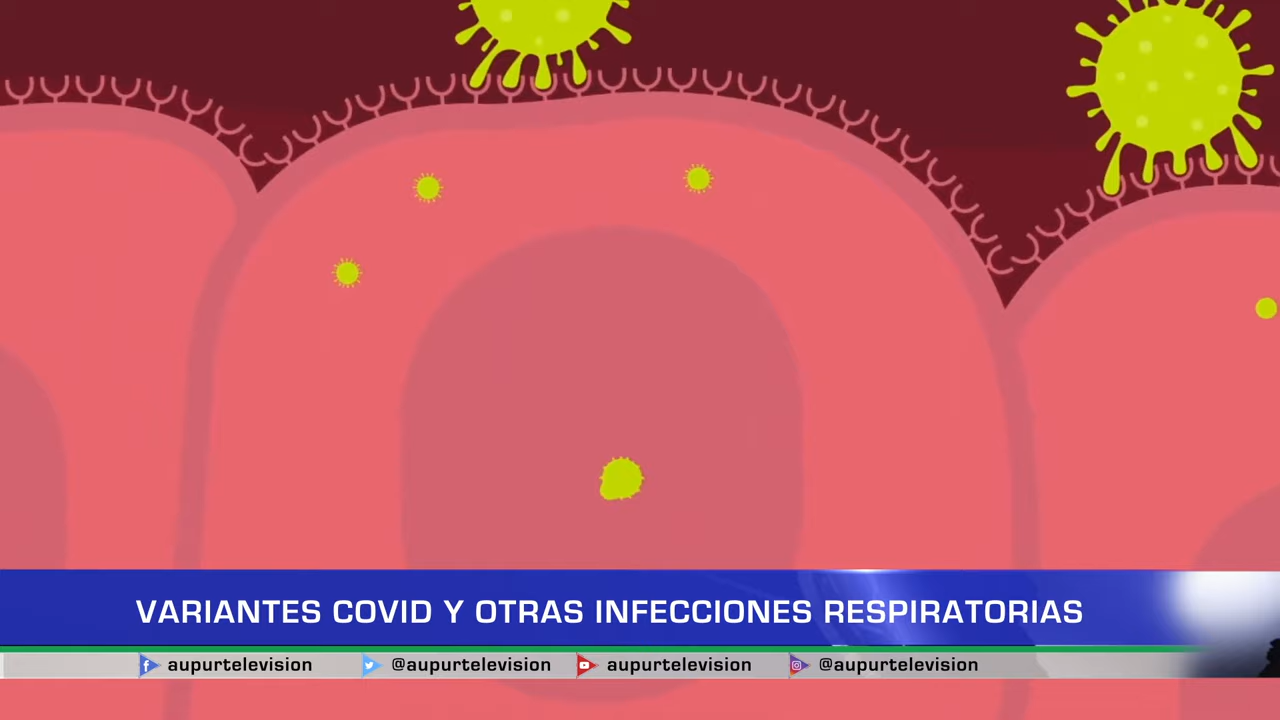 VARIANTES COVID Y OTRAS INFECCIONES RESPIRATORIAS
aupurtelevision @aupurtelevision aupurtelevision @aupurtelevision